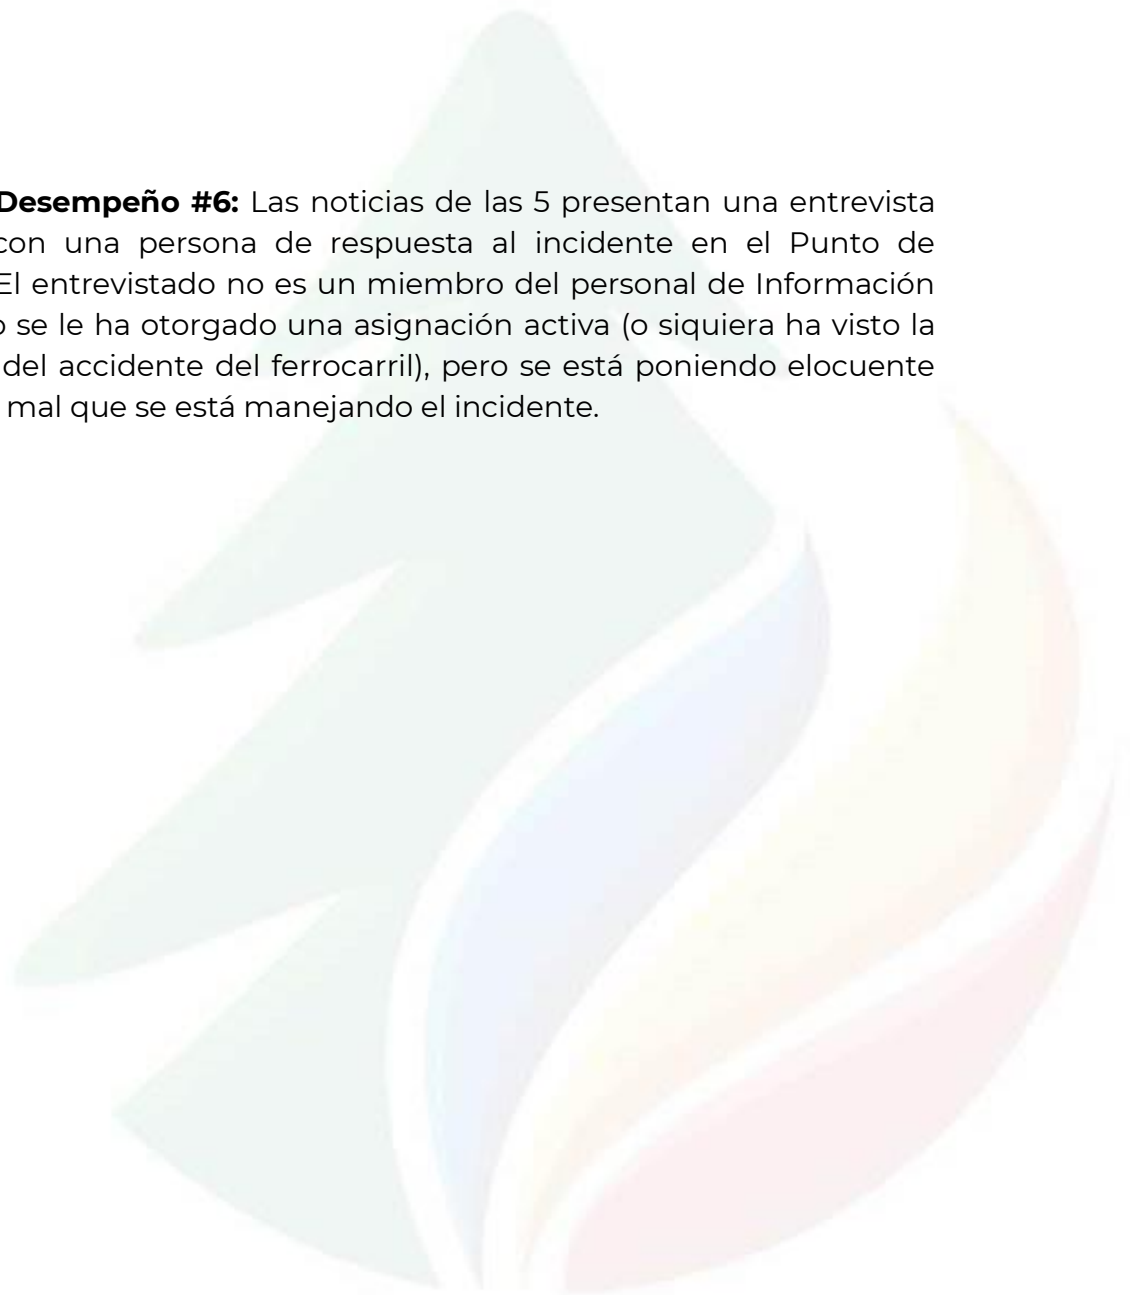 Desempeño #6: Las noticias de las 5 presentan una entrevista
con una persona de respuesta al incidente en el Punto de
El entrevistado no es un miembro del personal de Información
se le ha otorgado una asignación activa (o siquiera ha visto la
del accidente del ferrocarril), pero se está poniendo elocuente
mal que se está manejando el incidente.